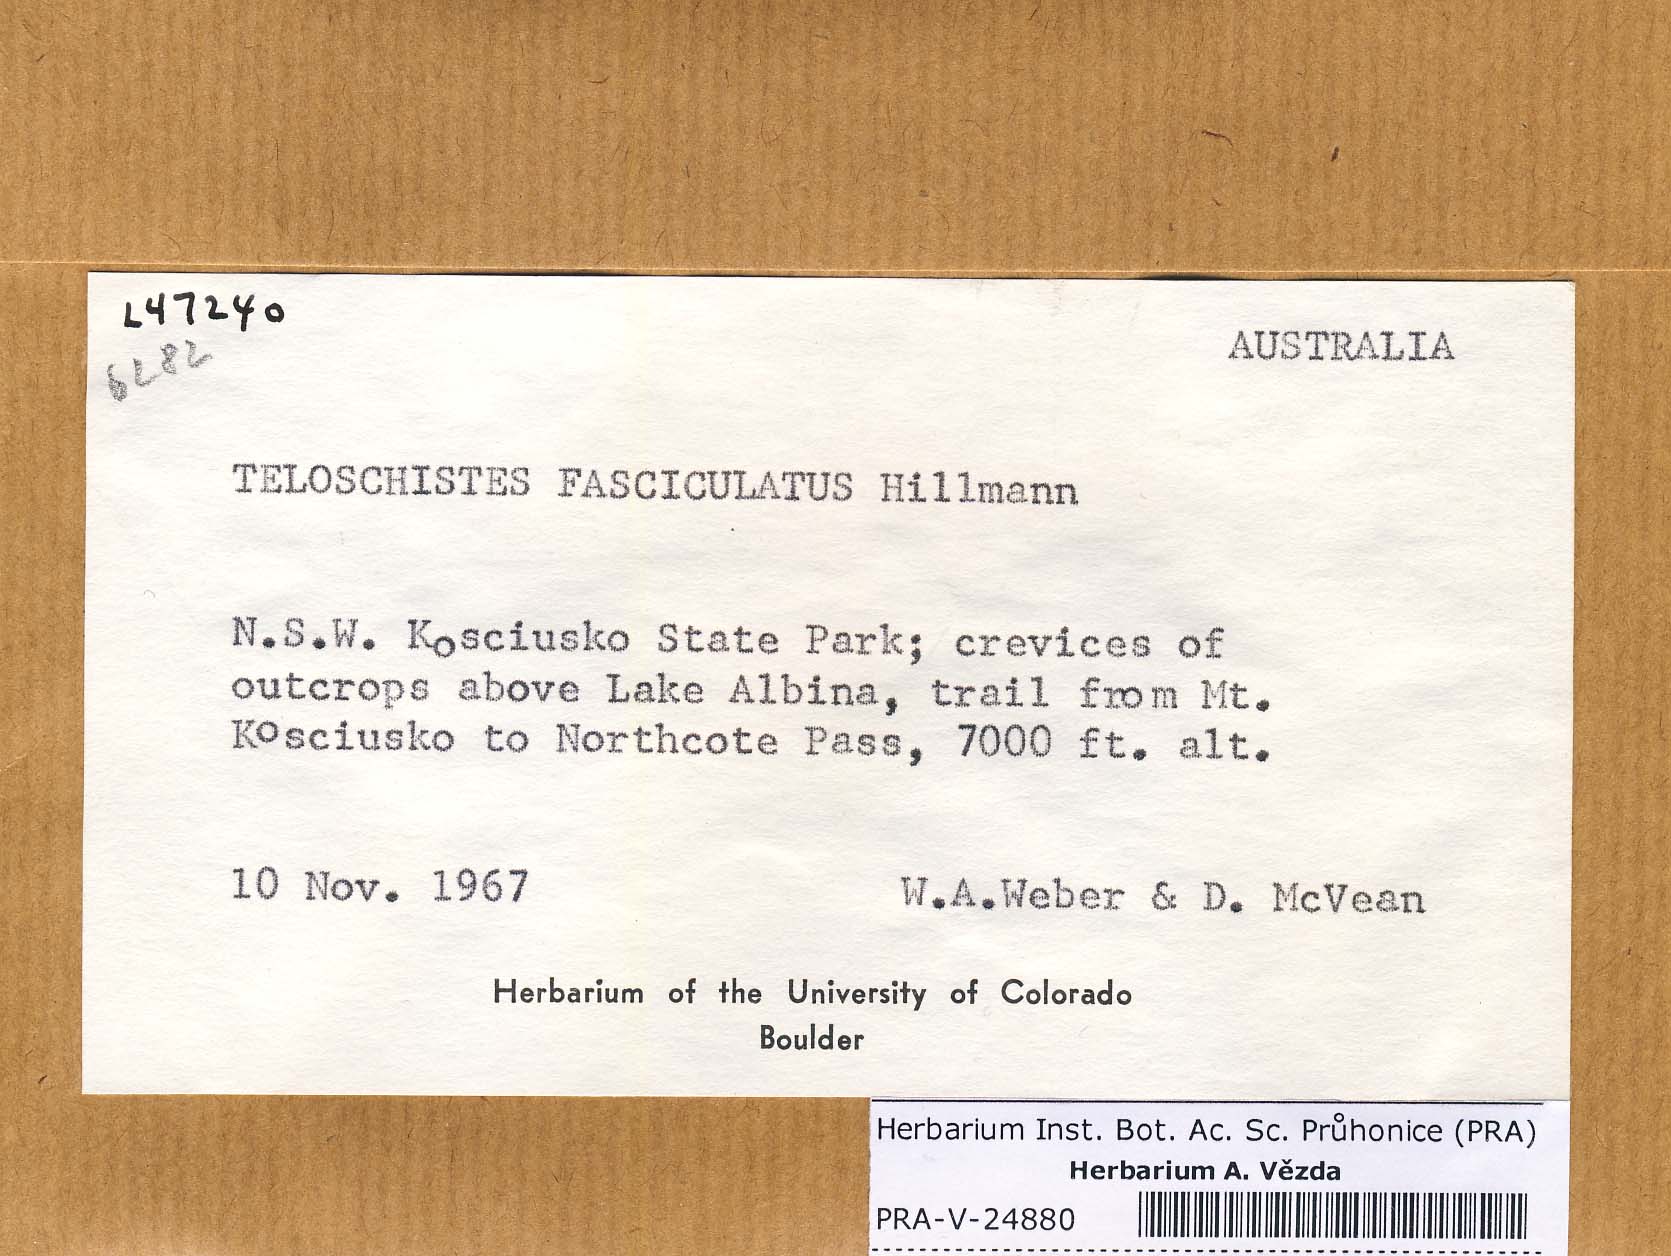 L47240
6282
AUSTRALIA
TELOSCHISTES FASCICULATUS Hillmann
N.S.W. Kosciusko State Park; crevices of
outcrops above Lake Albina, trail from Mt.
Kosciusko to Northcote Pass, 7000 ft. alt.
10 Nov. 1967 W.A.Weber & D. McVean
Herbarium of the University of Colorado
Boulder
Herbarium Inst. Bot. Ac. Sc. Průhonice (PRA)
Herbarium A. Vězda
PRA-V-24880